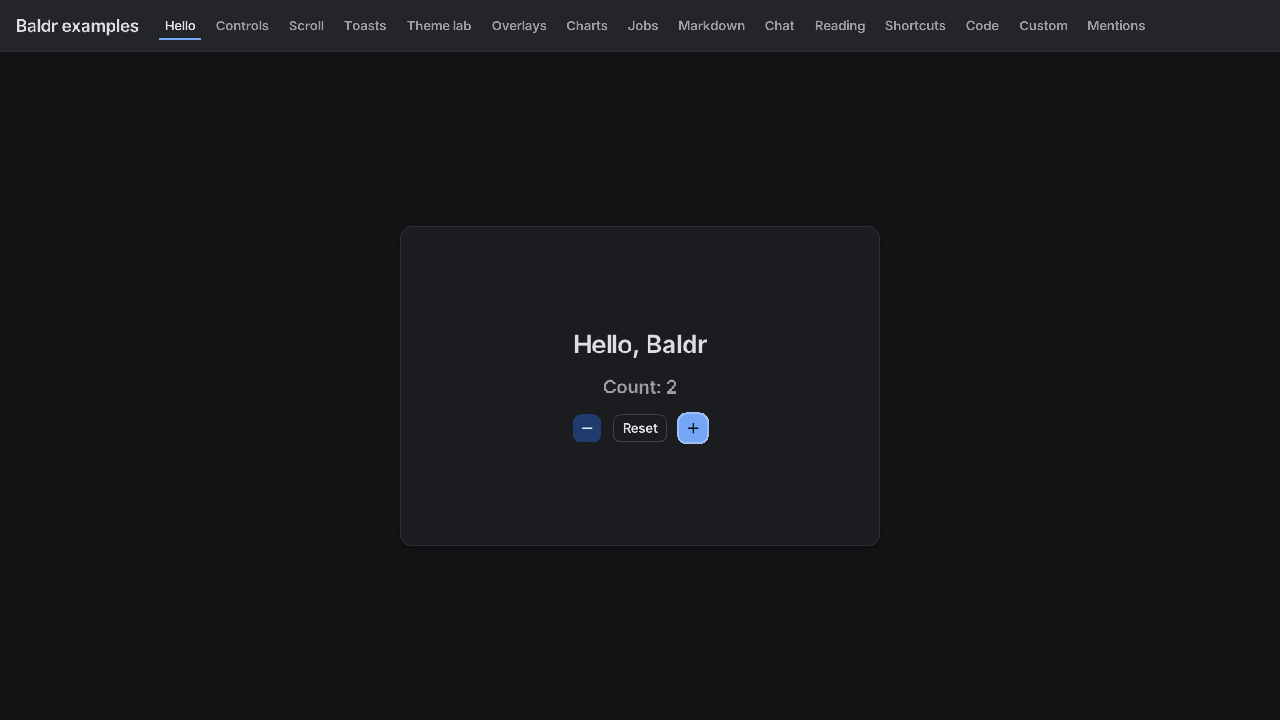 Baldr examples Hello Controls Scroll Toasts Theme lab Overlays Charts Jobs Markdown Chat Reading Shortcuts Code Custom Mentions
Hello, Baldr
Count: 2
− Reset +